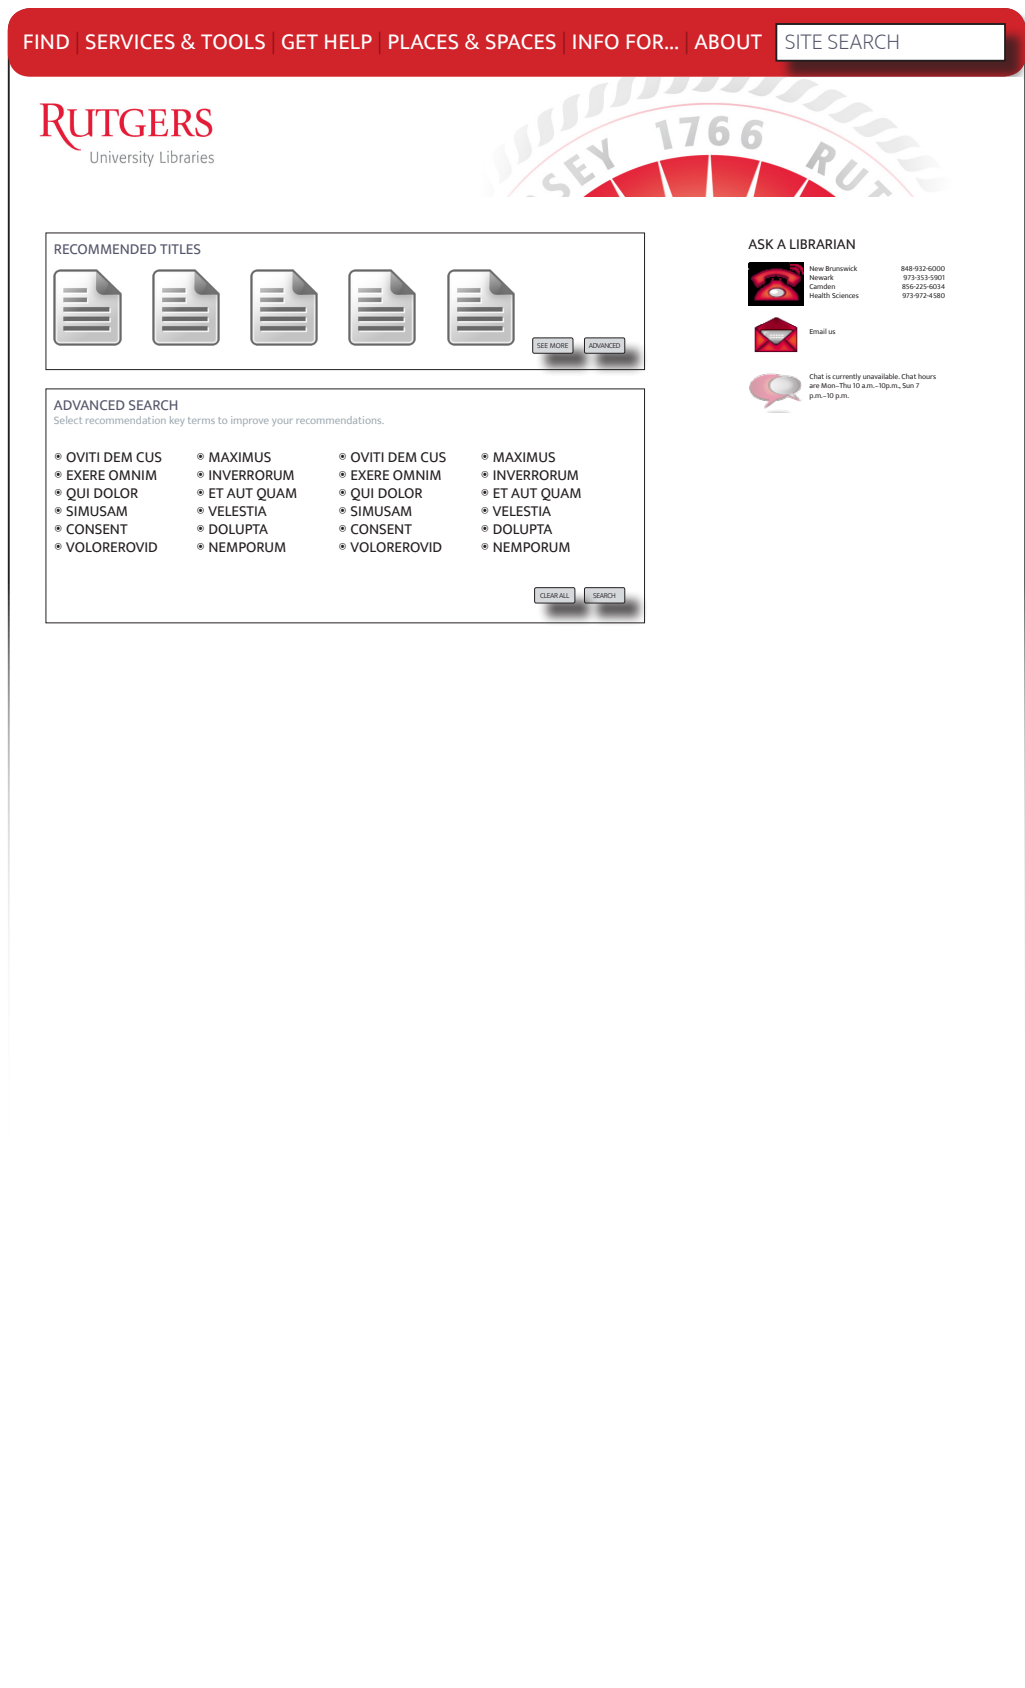 FIND | SERVICES & TOOLS | GET HELP | PLACES & SPACES | INFO FOR... | ABOUT SITE SEARCH
RUTGERS
University Libraries
SEY 1766 RUT
RECOMMENDED TITLES
SEE MORE ADVANCED
ADVANCED SEARCH
Select recommendation key terms to improve your recommendations.
OVITI DEM CUS MAXIMUS OVITI DEM CUS MAXIMUS
EXERE OMNIM INVERRORUM EXERE OMNIM INVERRORUM
QUI DOLOR ET AUT QUAM QUI DOLOR ET AUT QUAM
SIMUSAM VELESTIA SIMUSAM VELESTIA
CONSENT DOLUPTA CONSENT DOLUPTA
VOLOREROVID NEMPORUM VOLOREROVID NEMPORUM
CLEAR ALL SEARCH
ASK A LIBRARIAN
New Brunswick 848-932-6000
Newark 973-353-5901
Camden 856-225-6034
Health Sciences 973-972-4580
Email us
Chat is currently unavailable. Chat hours
are Mon–Thu 10 a.m.–10p.m., Sun 7
p.m.–10 p.m.